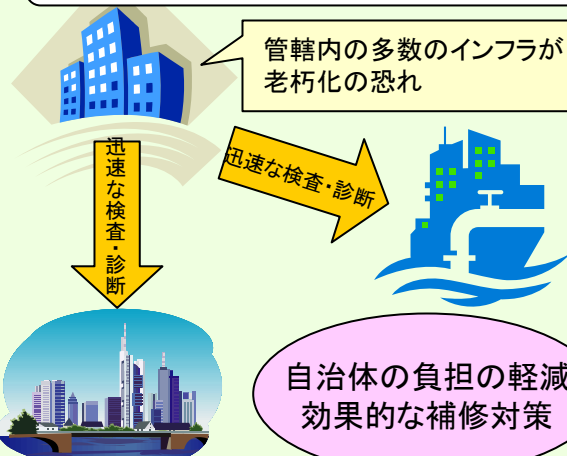 管轄内の多数のインフラが
老朽化の恐れ
迅速な検査・診断
迅速な検査・診断
自治体の負担の軽減
効果的な補修対策